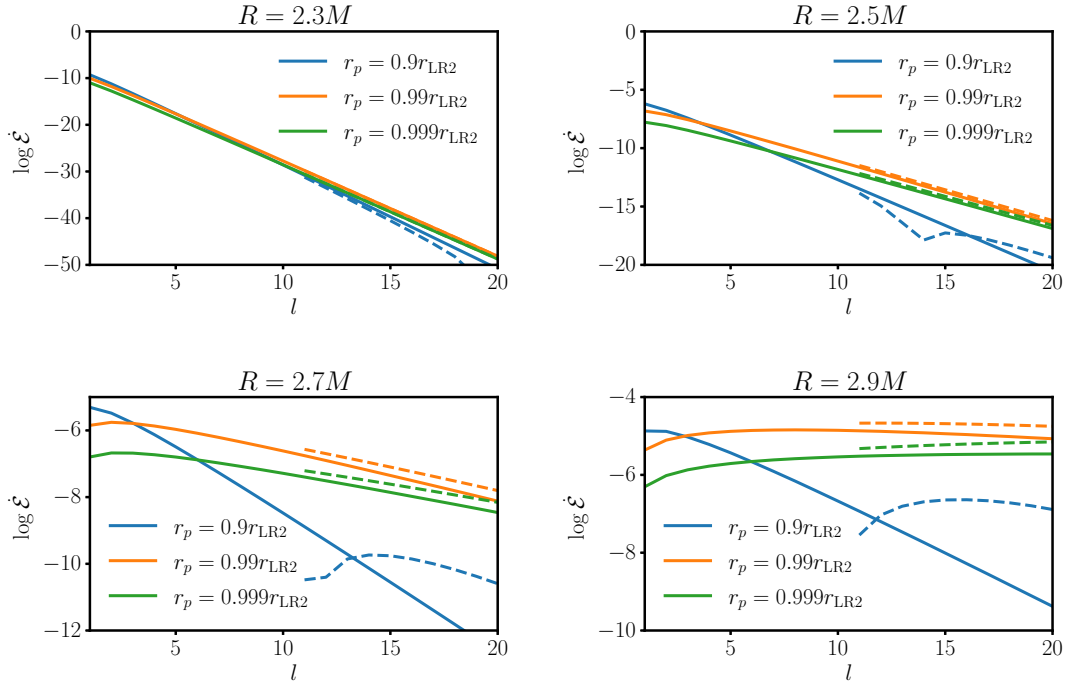 R = 2.3M
0
−10
−20
−30
−40
−50
log ℰ̇
r_p = 0.9r_LR2
r_p = 0.99r_LR2
r_p = 0.999r_LR2
5 10 15 20
l
R = 2.5M
0
−5
−10
−15
−20
log ℰ̇
r_p = 0.9r_LR2
r_p = 0.99r_LR2
r_p = 0.999r_LR2
5 10 15 20
l
R = 2.7M
−6
−8
−10
−12
log ℰ̇
r_p = 0.9r_LR2
r_p = 0.99r_LR2
r_p = 0.999r_LR2
5 10 15 20
l
R = 2.9M
−4
−6
−8
−10
log ℰ̇
r_p = 0.9r_LR2
r_p = 0.99r_LR2
r_p = 0.999r_LR2
5 10 15 20
l